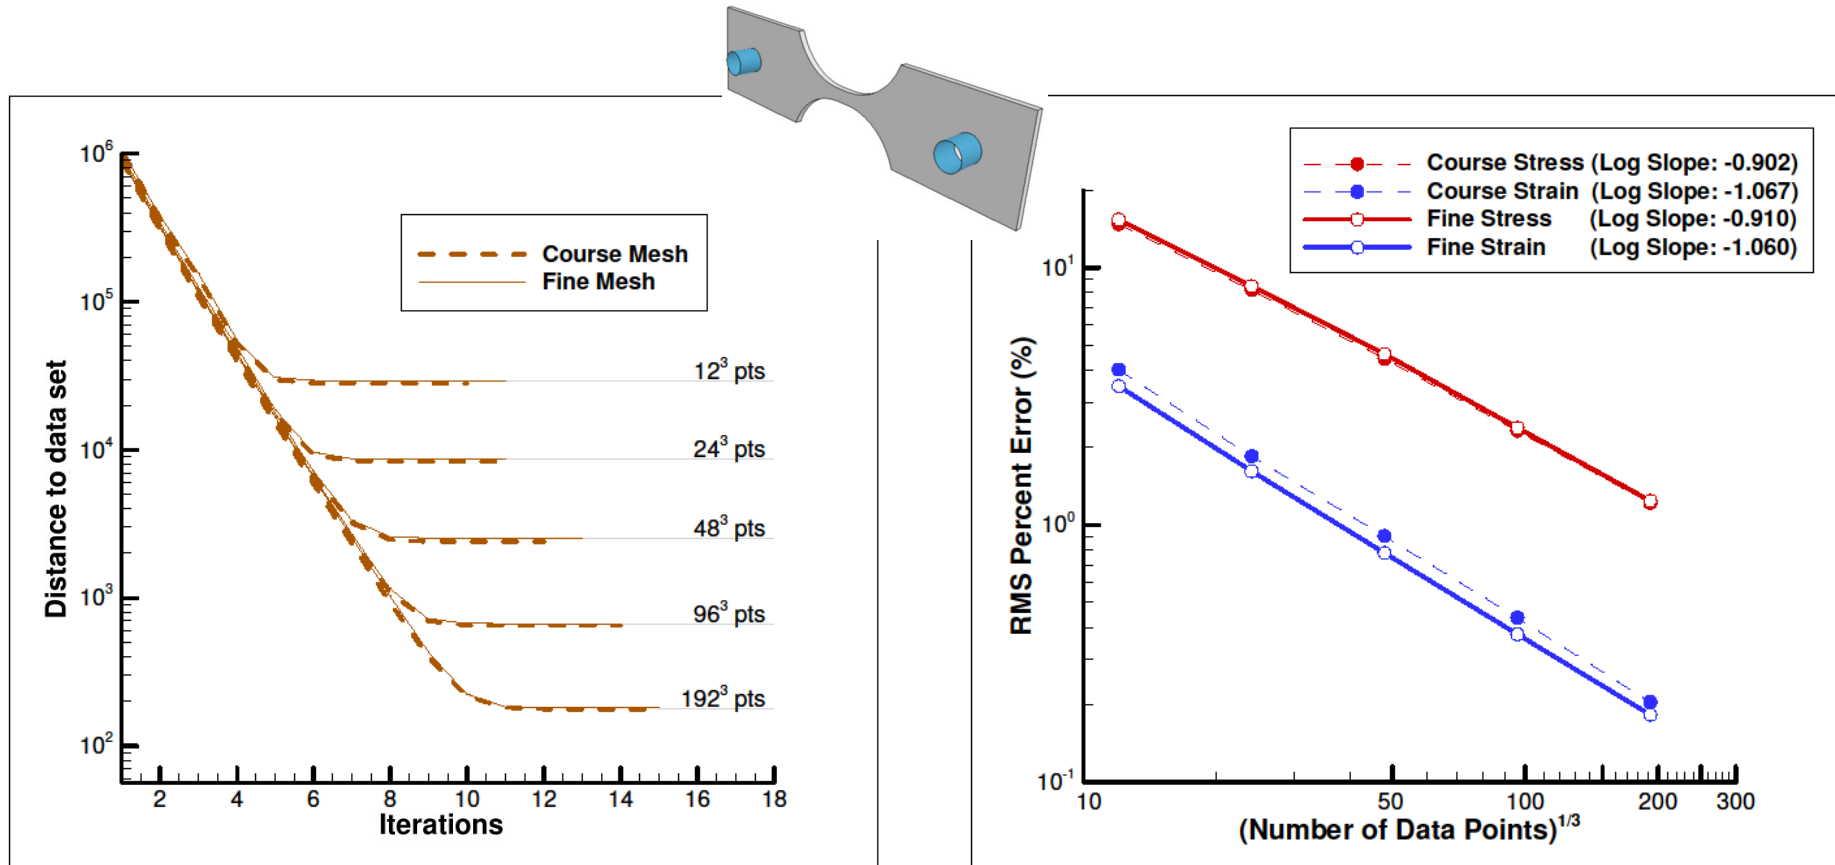 10^6
10^5
10^4
10^3
10^2
Distance to data set
Course Mesh
Fine Mesh
12^3 pts
24^3 pts
48^3 pts
96^3 pts
192^3 pts
2 4 6 8 10 12 14 16 18
Iterations
Course Stress (Log Slope: -0.902)
Course Strain (Log Slope: -1.067)
Fine Stress (Log Slope: -0.910)
Fine Strain (Log Slope: -1.060)
10^1
10^0
10^-1
RMS Percent Error (%)
10 50 100 200 300
(Number of Data Points)^1/3